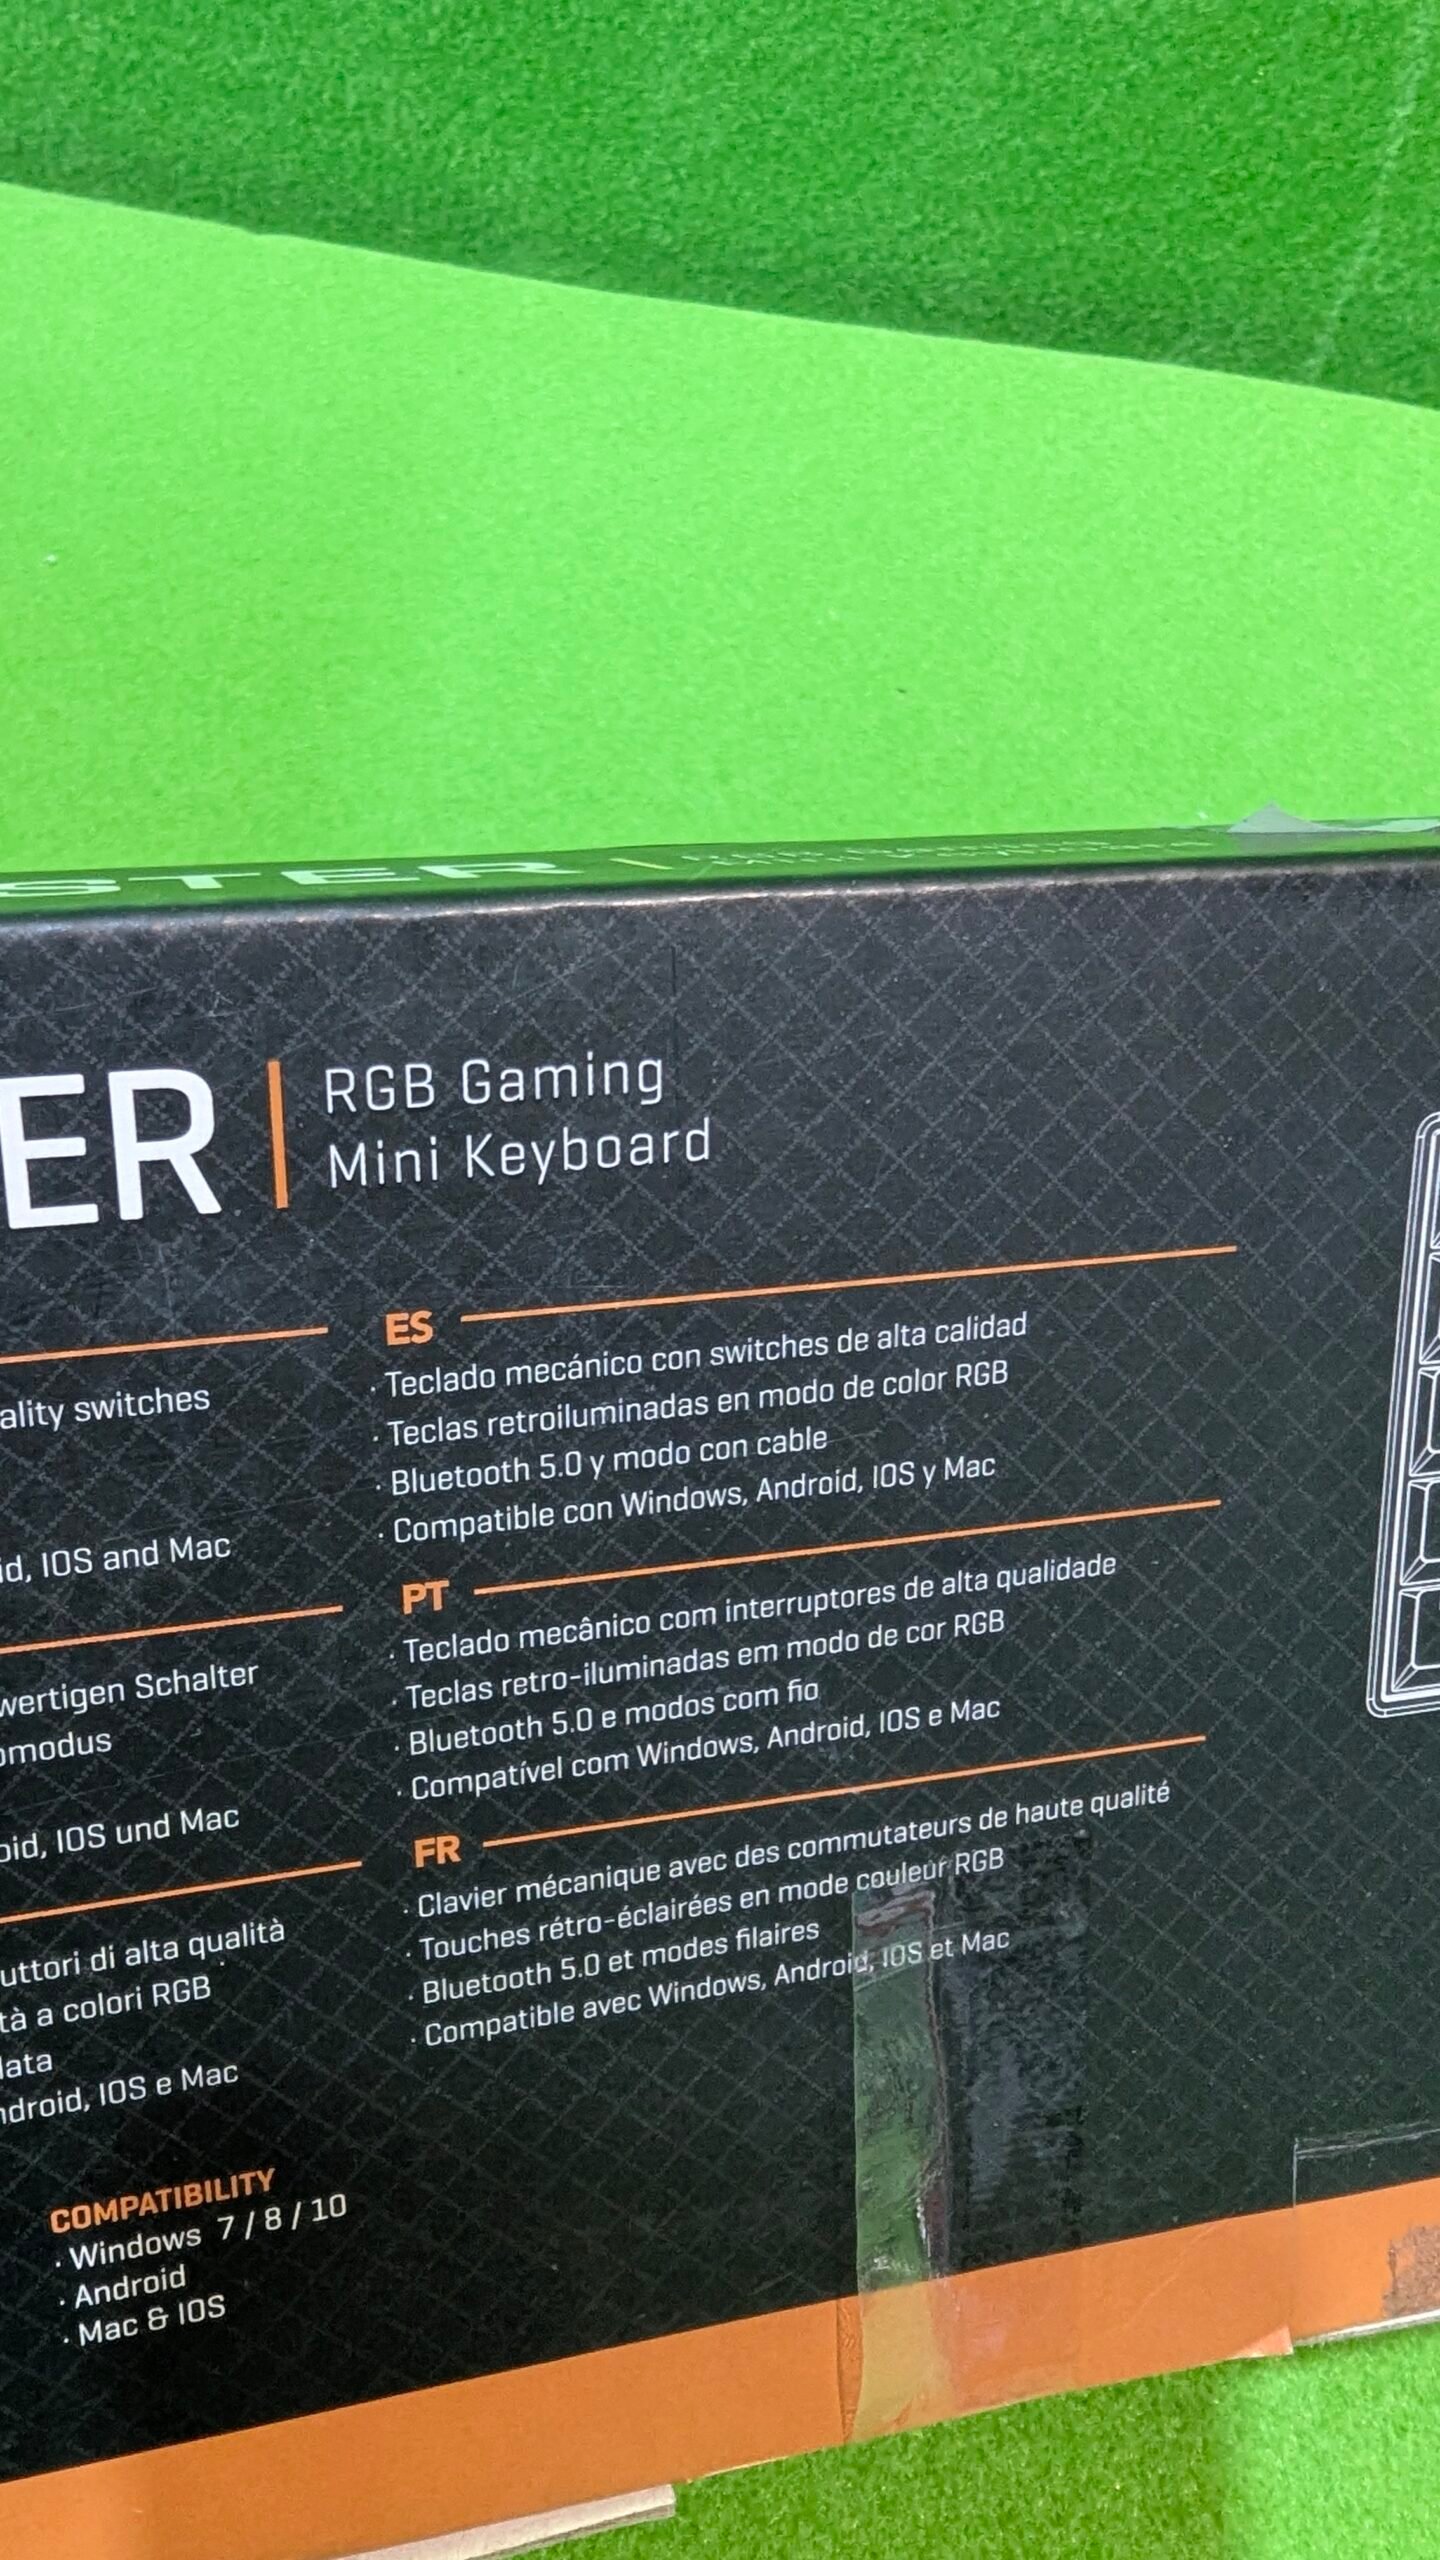 STER
ER
RGB Gaming
Mini Keyboard
ality switches
id, IOS and Mac
wertigen Schalter
omodus
oid, IOS und Mac
uttori di alta qualità
tà a colori RGB
lata
ndroid, IOS e Mac
ES
· Teclado mecánico con switches de alta calidad
· Teclas retroiluminadas en modo de color RGB
· Bluetooth 5.0 y modo con cable
· Compatible con Windows, Android, IOS y Mac
PT
· Teclado mecânico com interruptores de alta qualidade
· Teclas retro-iluminadas em modo de cor RGB
· Bluetooth 5.0 e modos com fio
· Compatível com Windows, Android, IOS e Mac
FR
· Clavier mécanique avec des commutateurs de haute qualité
· Touches rétro-éclairées en mode couleur RGB
· Bluetooth 5.0 et modes filaires
· Compatible avec Windows, Android, IOS et Mac
COMPATIBILITY
· Windows 7 / 8 / 10
· Android
· Mac & IOS